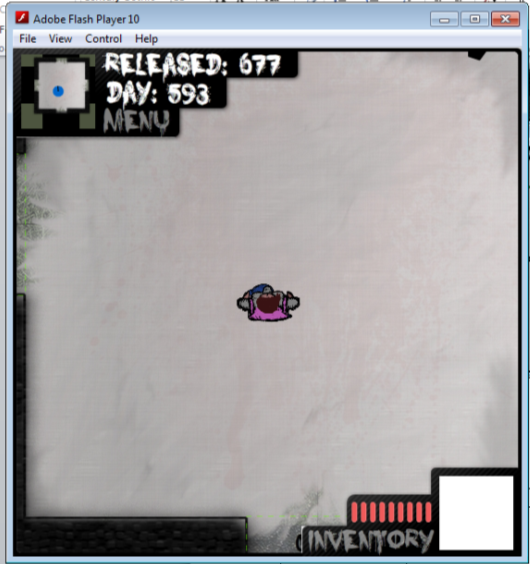 Adobe Flash Player 10
File View Control Help
RELEASED: 677
DAY: 593
MENU
INVENTORY